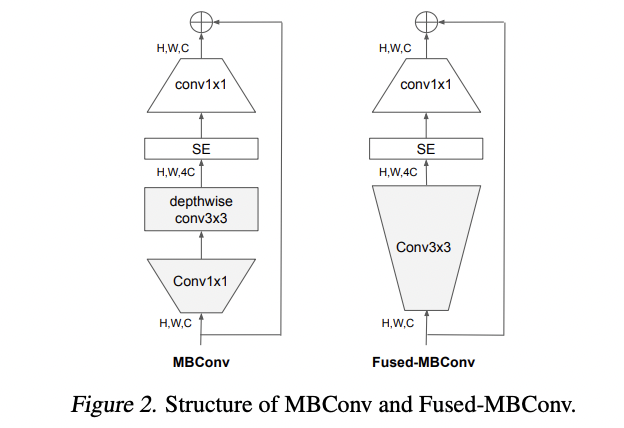 H,W,C
conv1x1
SE
H,W,4C
depthwise
conv3x3
Conv1x1
H,W,C
MBConv
H,W,C
conv1x1
SE
H,W,4C
Conv3x3
H,W,C
Fused-MBConv
Figure 2. Structure of MBConv and Fused-MBConv.